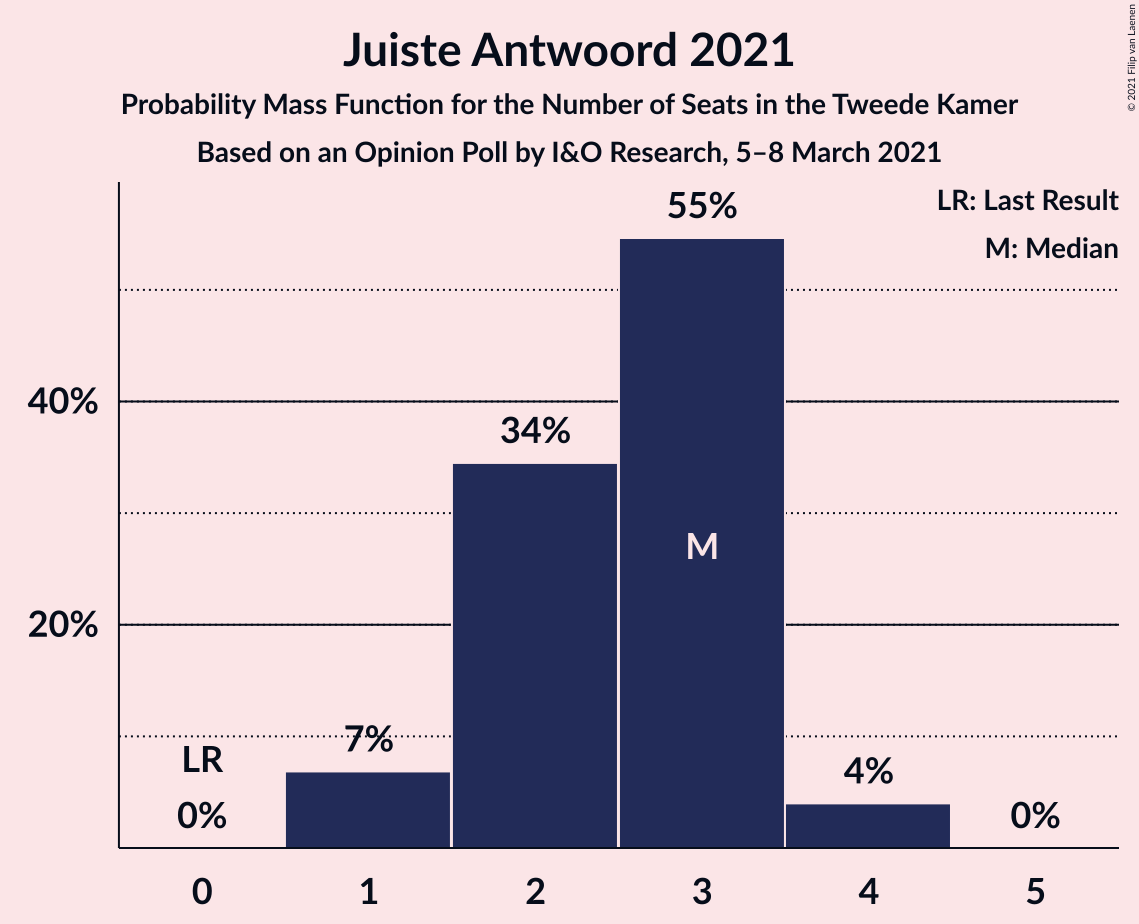 Juiste Antwoord 2021
Probability Mass Function for the Number of Seats in the Tweede Kamer
Based on an Opinion Poll by I&O Research, 5–8 March 2021
© 2021 Filip van Laenen
LR: Last Result
M: Median
55%
40%
34%
M
20%
7%
LR
4%
0%
0%
0 1 2 3 4 5